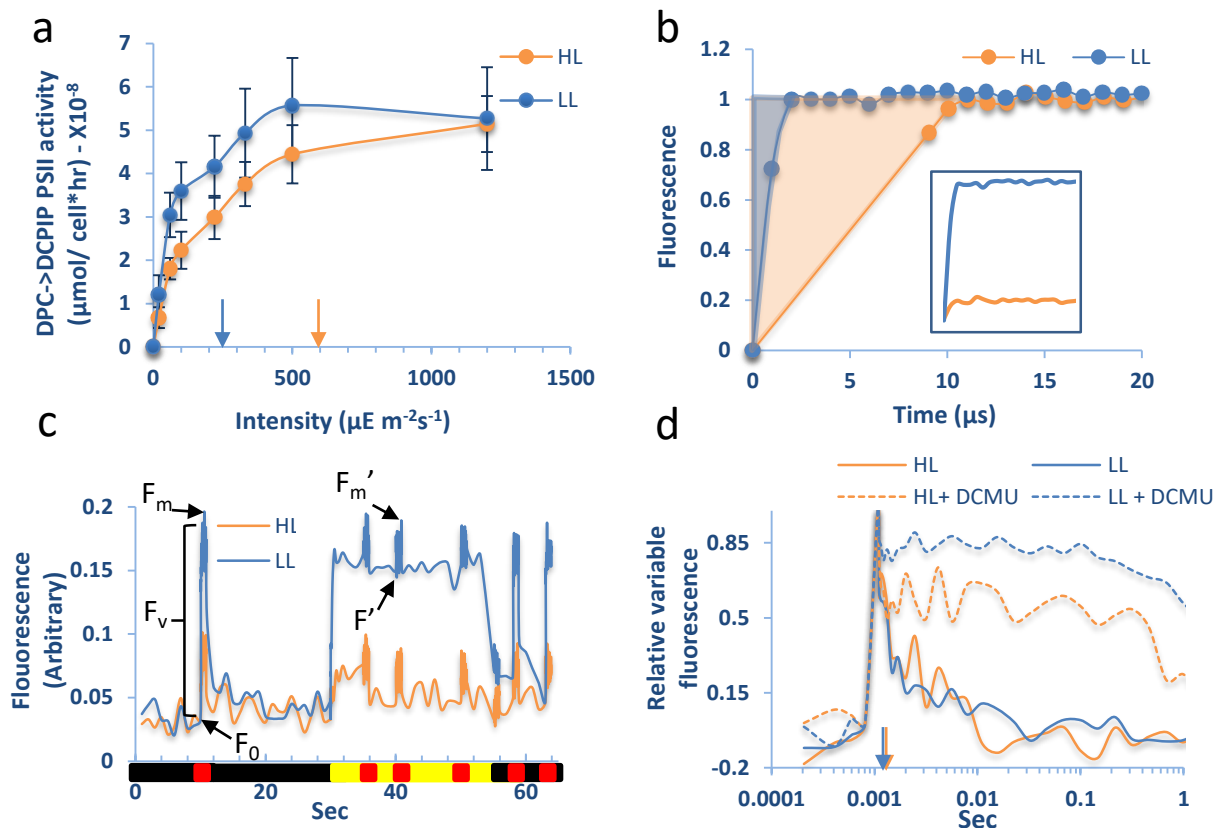 a
DPC->DCPIP PSII activity
(µmol/ cell*hr) - X10-8
7
6
5
4
3
2
1
0
HL
LL
0
500
1000
1500
Intensity (µE m-2s-1)
b
Fluorescence
1.2
1
0.8
0.6
0.4
0.2
0
HL
LL
0
5
10
15
20
Time (µs)
c
Flouorescence
(Arbitrary)
0.2
0.15
0.1
0.05
0
Fm
Fv
F0
Fm'
F'
HL
LL
0
20
40
60
Sec
d
HL
LL
HL+ DCMU
LL + DCMU
Relative variable
fluorescence
0.85
0.5
0.15
-0.2
0.0001
0.001
0.01
0.1
1
Sec